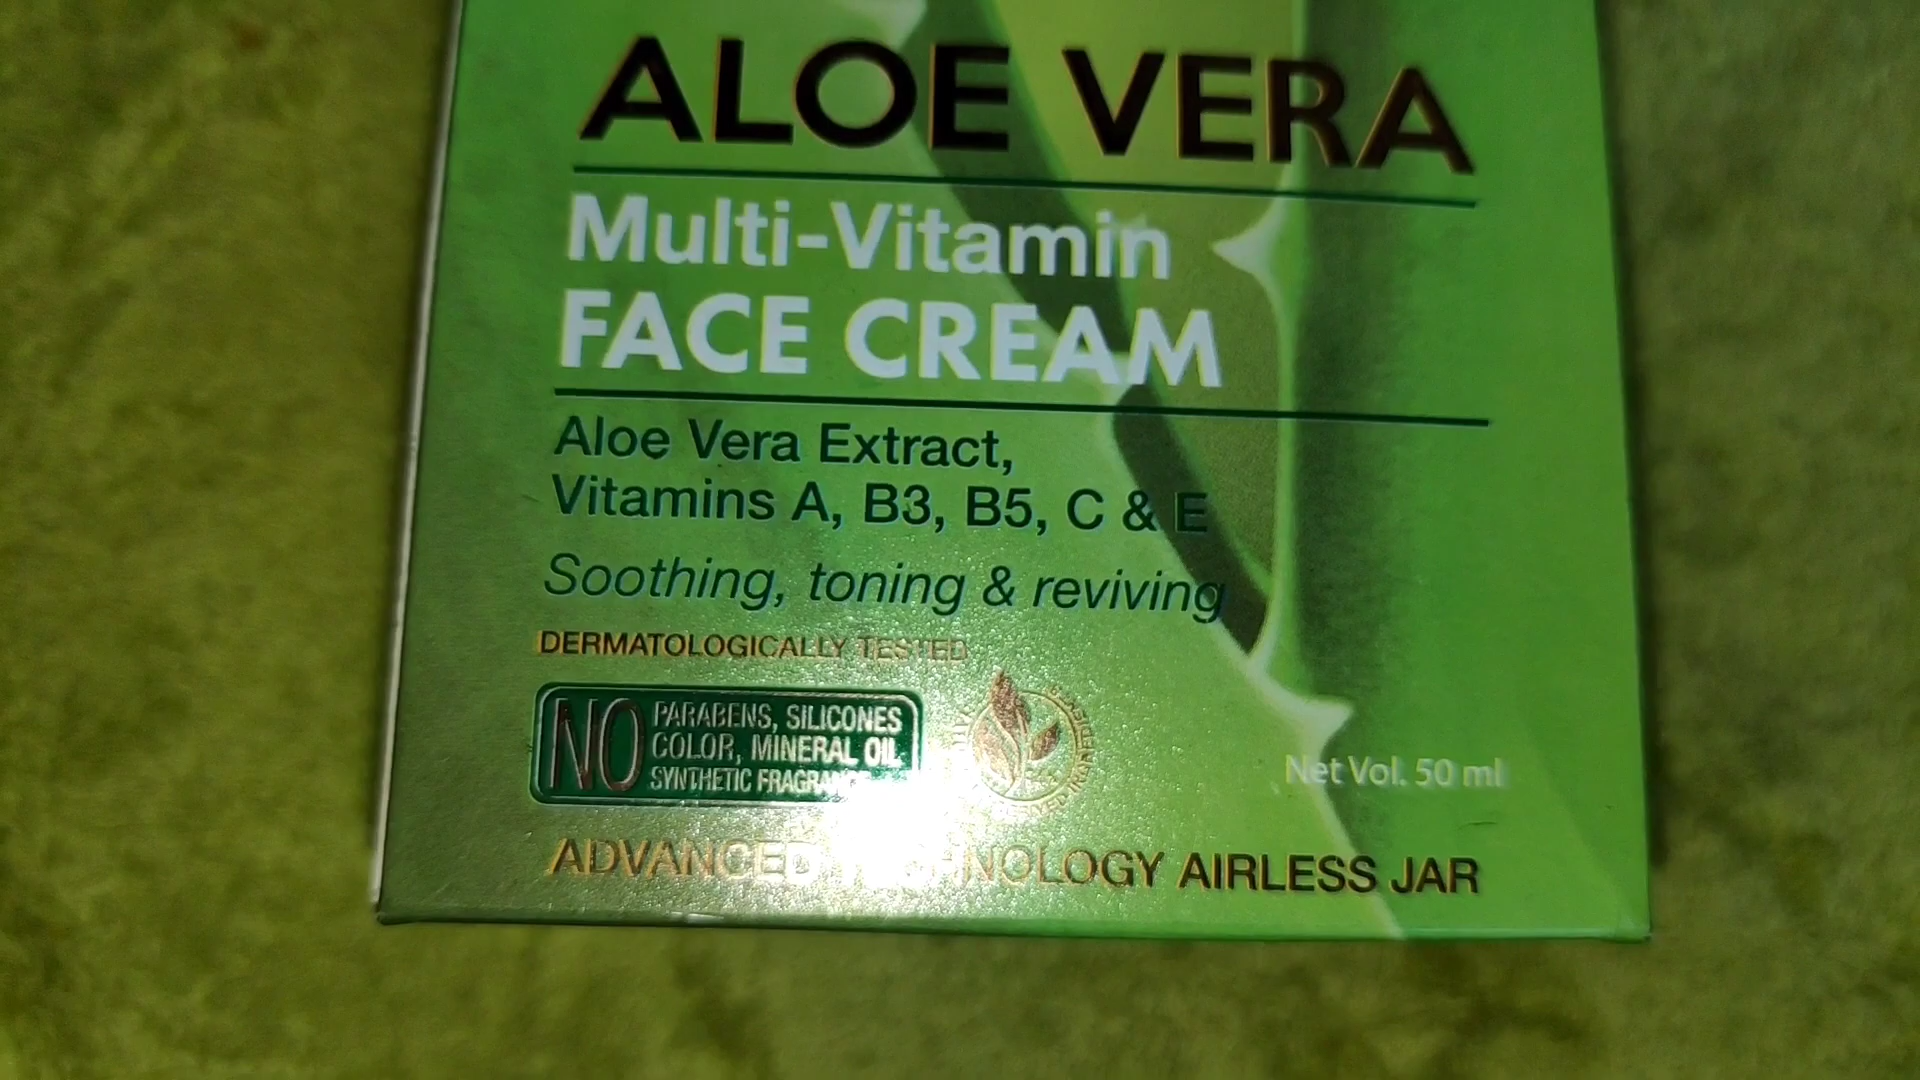 ALOE VERA
Multi-Vitamin
FACE CREAM
Aloe Vera Extract,
Vitamins A, B3, B5, C & E
Soothing, toning & reviving
DERMATOLOGICALLY TESTED
NO PARABENS, SILICONES
COLOR, MINERAL OIL
SYNTHETIC
Net Vol. 50 ml
ADVANCED AIRLESS JAR